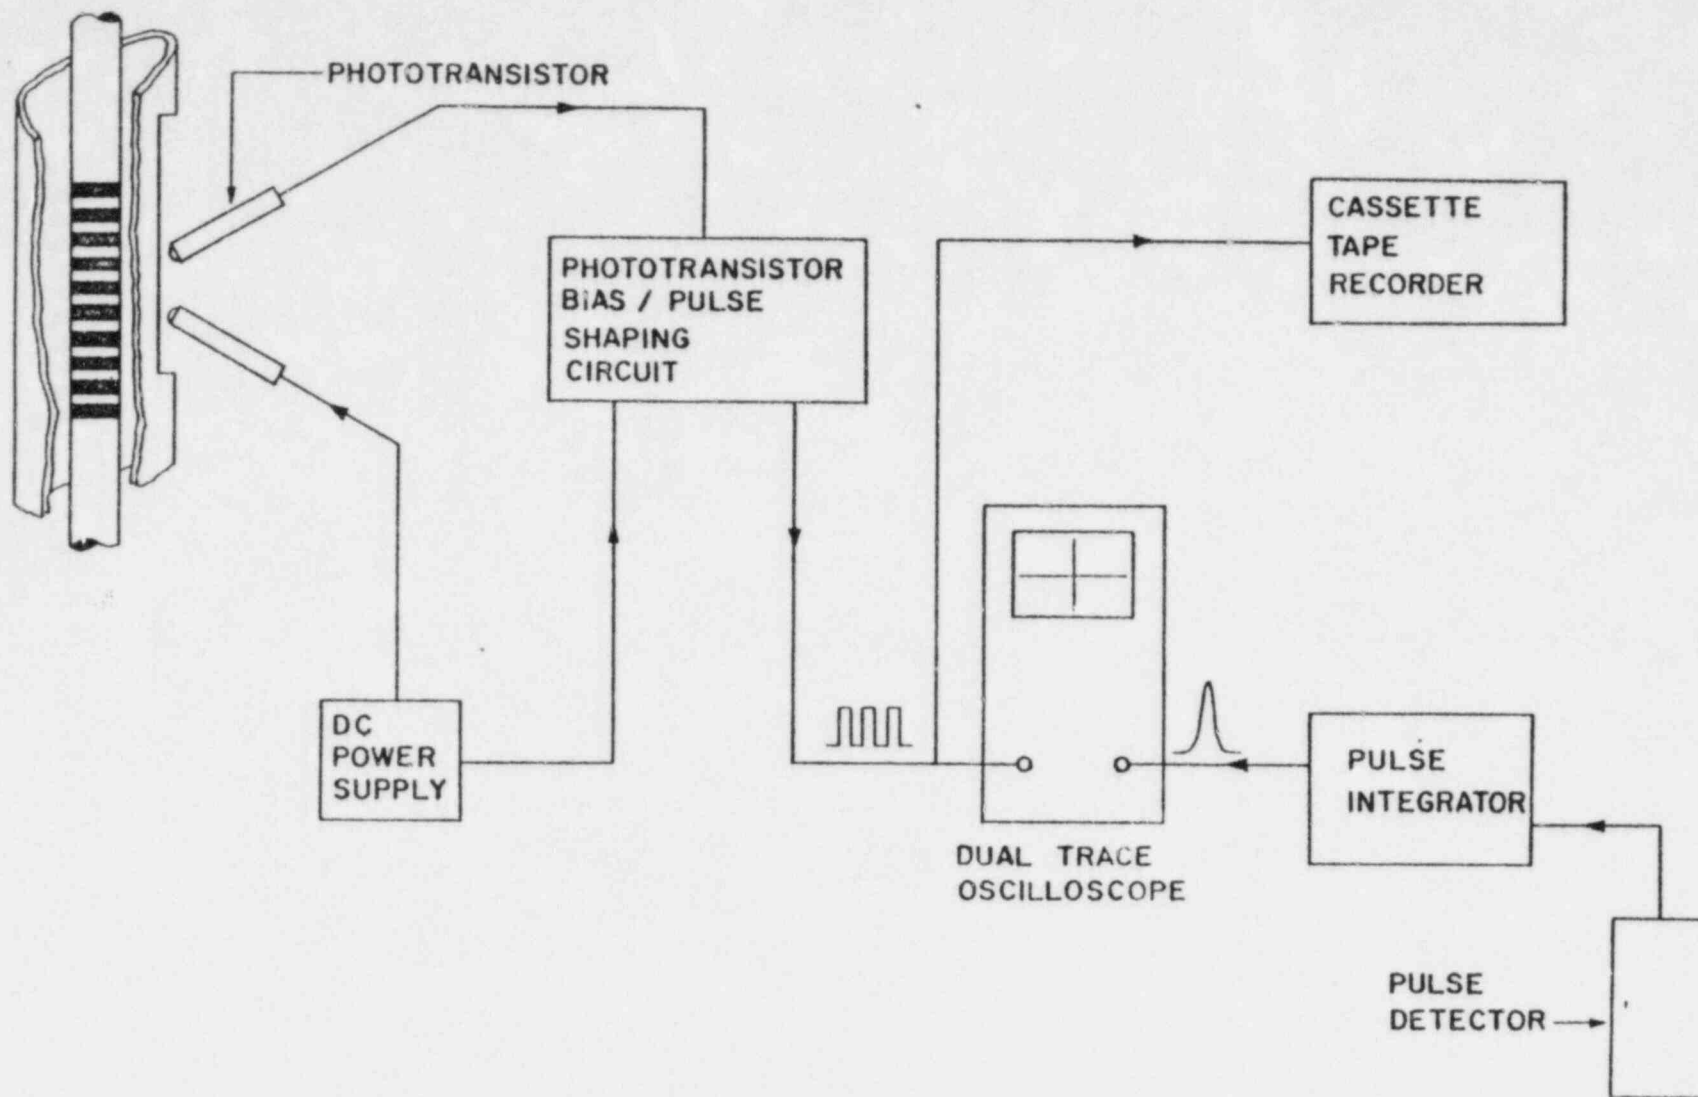 PHOTOTRANSISTOR
PHOTOTRANSISTOR
BIAS / PULSE
SHAPING
CIRCUIT
CASSETTE
TAPE
RECORDER
DC
POWER
SUPPLY
DUAL TRACE
OSCILLOSCOPE
PULSE
INTEGRATOR
PULSE
DETECTOR